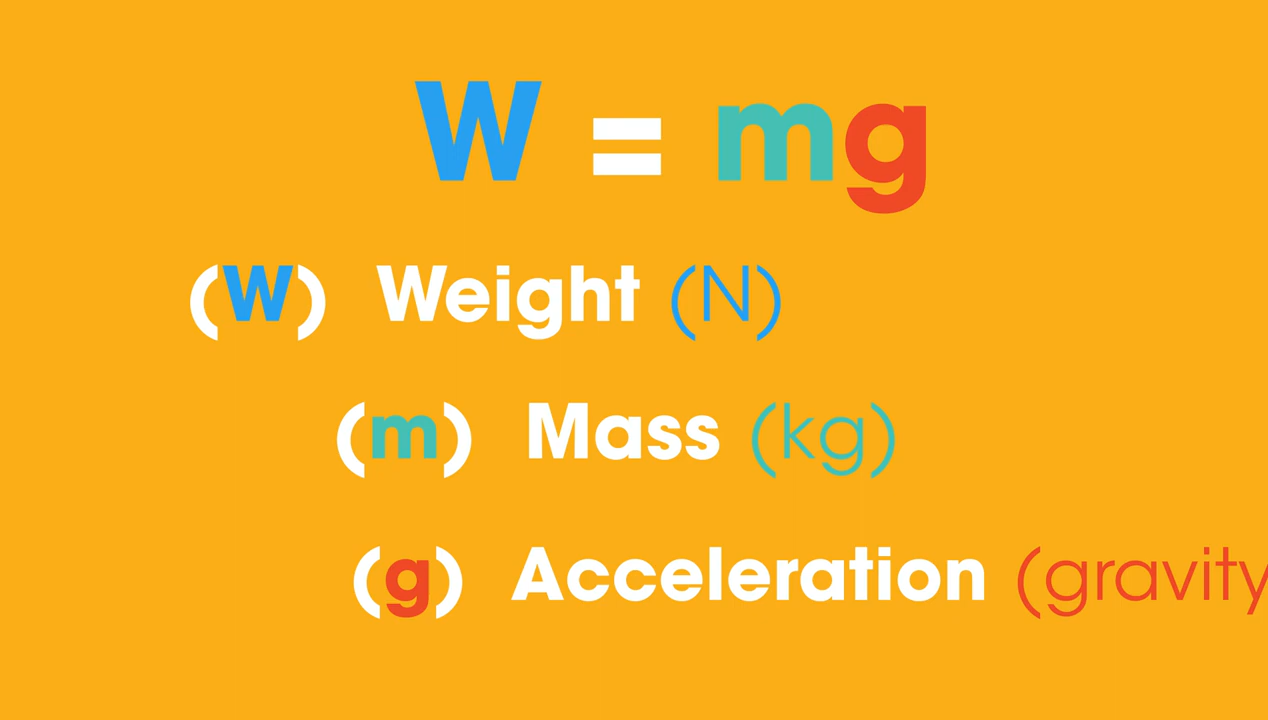 W = mg
(W) Weight (N)
(m) Mass (kg)
(g) Acceleration (gravity